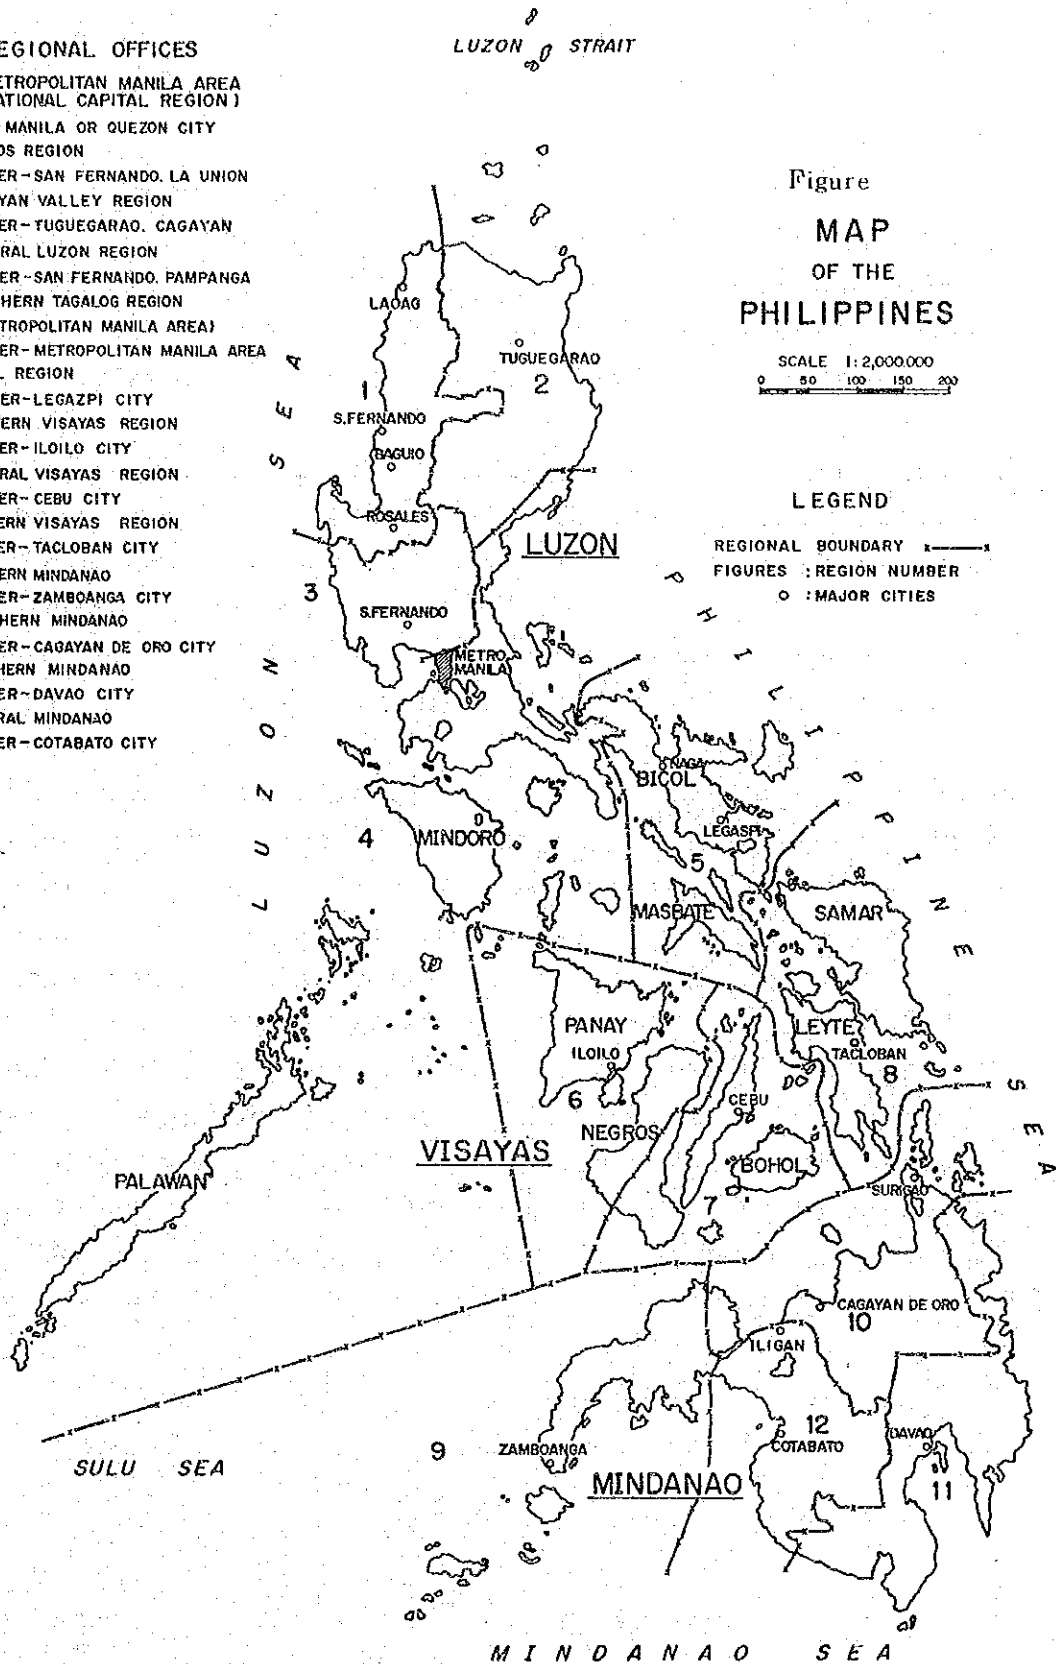 EGIONAL OFFICES
ETROPOLITAN MANILA AREA
ATIONAL CAPITAL REGION)
MANILA OR QUEZON CITY
OS REGION
ER-SAN FERNANDO. LA UNION
YAN VALLEY REGION
ER-TUGUEGARAO. CAGAYAN
RAL LUZON REGION
ER-SAN FERNANDO. PAMPANGA
HERN TAGALOG REGION
TROPOLITAN MANILA AREA)
ER-METROPOLITAN MANILA AREA
L REGION
ER-LEGAZPI CITY
ERN VISAYAS REGION
ER-ILOILO CITY
RAL VISAYAS REGION
ER-CEBU CITY
ERN VISAYAS REGION
ER-TACLOBAN CITY
ERN MINDANAO
ER-ZAMBOANGA CITY
HERN MINDANAO
ER-CAGAYAN DE ORO CITY
HERN MINDANAO
ER-DAVAO CITY
RAL MINDANAO
ER-COTABATO CITY
LUZON STRAIT
Figure
MAP
OF THE
PHILIPPINES
SCALE 1:2,000.000
0 50 100 150 200
LEGEND
REGIONAL BOUNDARY x———x
FIGURES : REGION NUMBER
o : MAJOR CITIES
LAOAG
TUGUEGARAO
1
2
S.FERNANDO
BAGUIO
ROSALES
LUZON
3
S.FERNANDO
METRO
MANILA
LUZON SEA
PHILIPPINE SEA
NAGA
BICOL
LEGASPI
4
MINDORO
5
MASBATE
SAMAR
PANAY
ILOILO
LEYTE
TACLOBAN
8
6
CEBU
NEGROS
VISAYAS
BOHOL
PALAWAN
SURIGAO
7
CAGAYAN DE ORO
10
ILIGAN
12
COTABATO
DAVAO
9
ZAMBOANGA
SULU SEA
MINDANAO
11
MINDANAO SEA